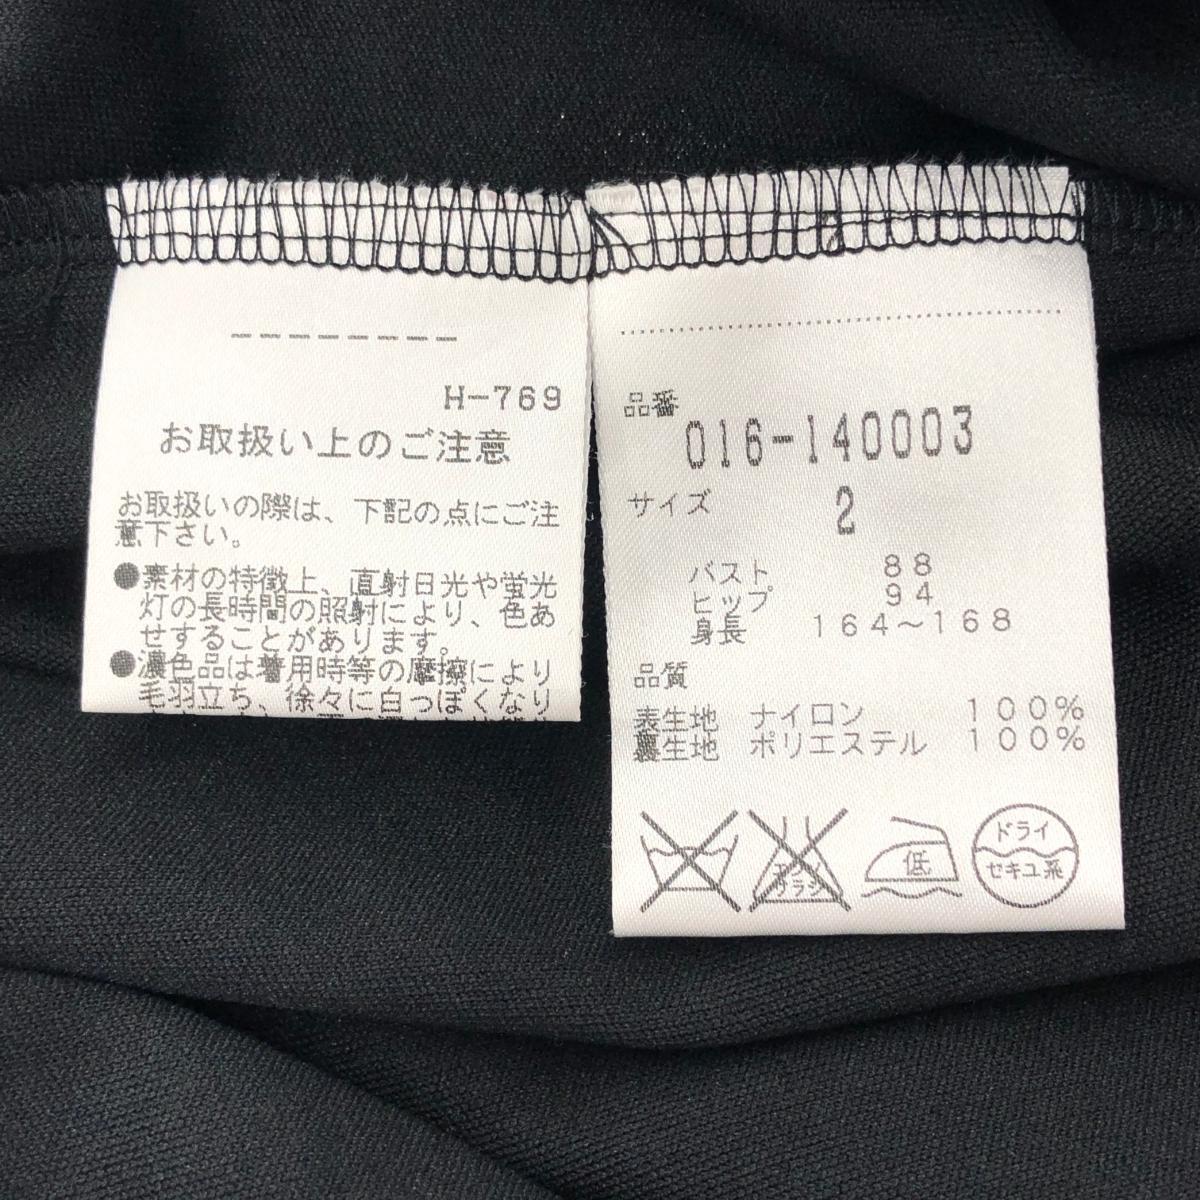 H-769
お取扱い上のご注意
お取扱いの際は、下記の点にご注
意下さい。
●素材の特徴上、直射日光や蛍光
灯の長時間の照射により、色あ
せすることがあります。
●濃色品は着用時等の摩擦により
毛羽立ち、徐々に白っぽくなり
品番
016-140003
サイズ 2
バスト 88
ヒップ 94
身長 164～168
品質
表生地 ナイロン 100%
裏生地 ポリエステル 100%
エンソ
サラシ
低
ドライ
セキユ系